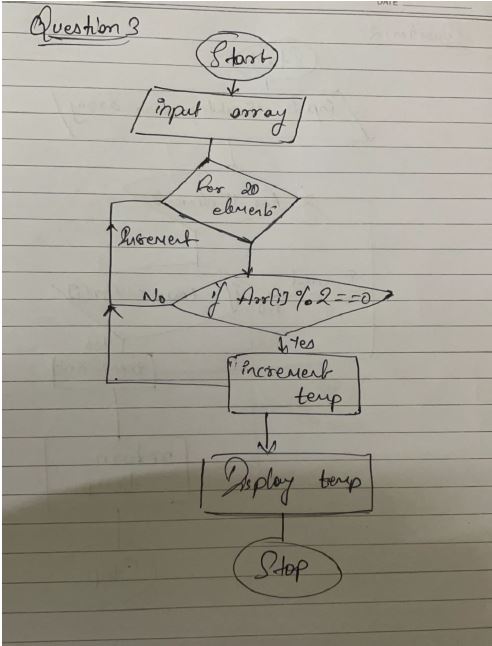 DATE
Question 3
Start
input array
For 20
elements
Increment
No
if Arr[i] % 2 == 0
Yes
increment
temp
Display temp
Stop